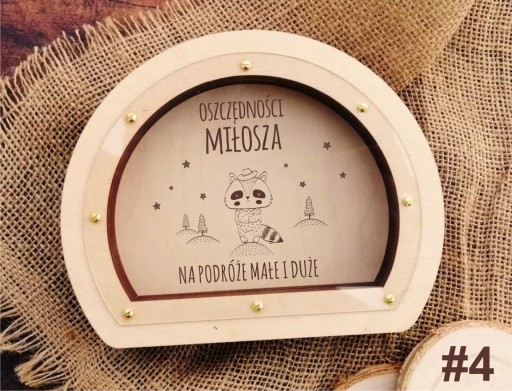 OSZCZĘDNOŚCI
MIŁOSZA
NA PODRÓŻE MAŁE I DUŻE
#4